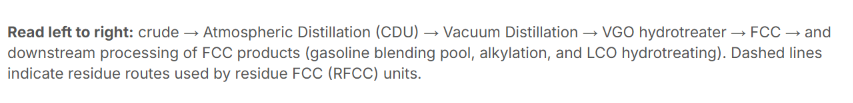 Read left to right: crude → Atmospheric Distillation (CDU) → Vacuum Distillation → VGO hydrotreater → FCC → and
downstream processing of FCC products (gasoline blending pool, alkylation, and LCO hydrotreating). Dashed lines
indicate residue routes used by residue FCC (RFCC) units.